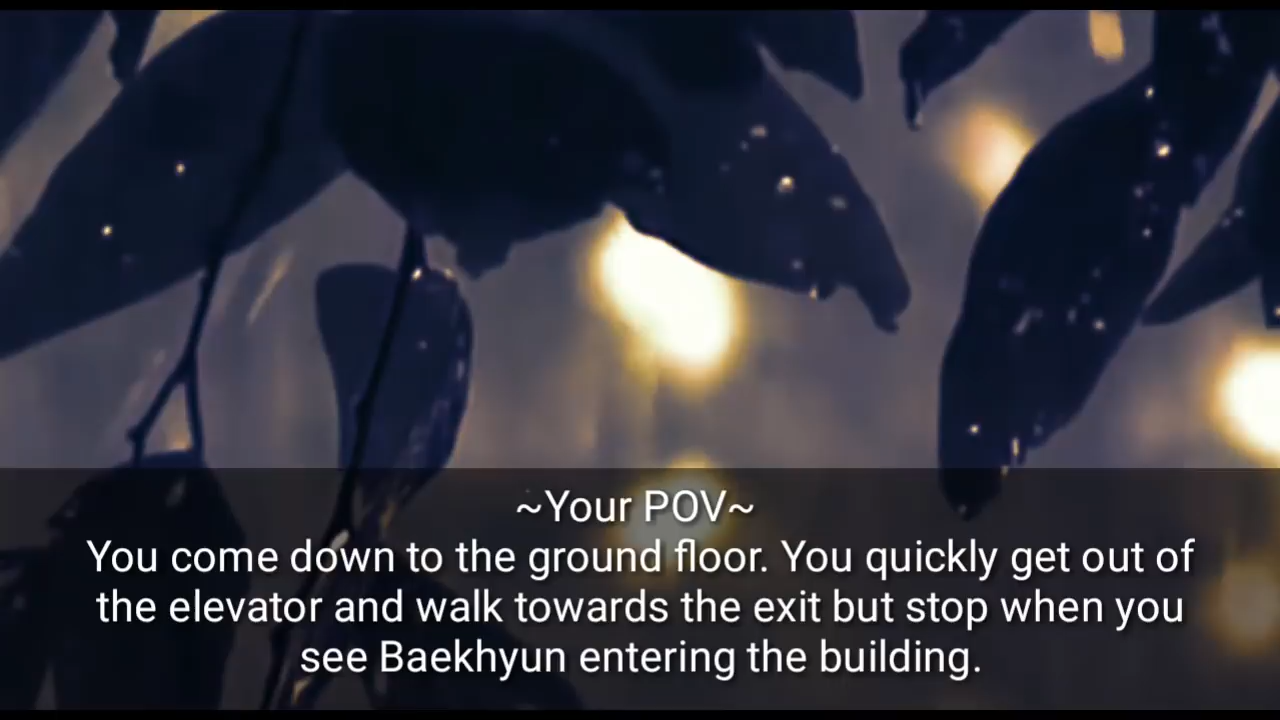 ~Your POV~
You come down to the ground floor. You quickly get out of
the elevator and walk towards the exit but stop when you
see Baekhyun entering the building.